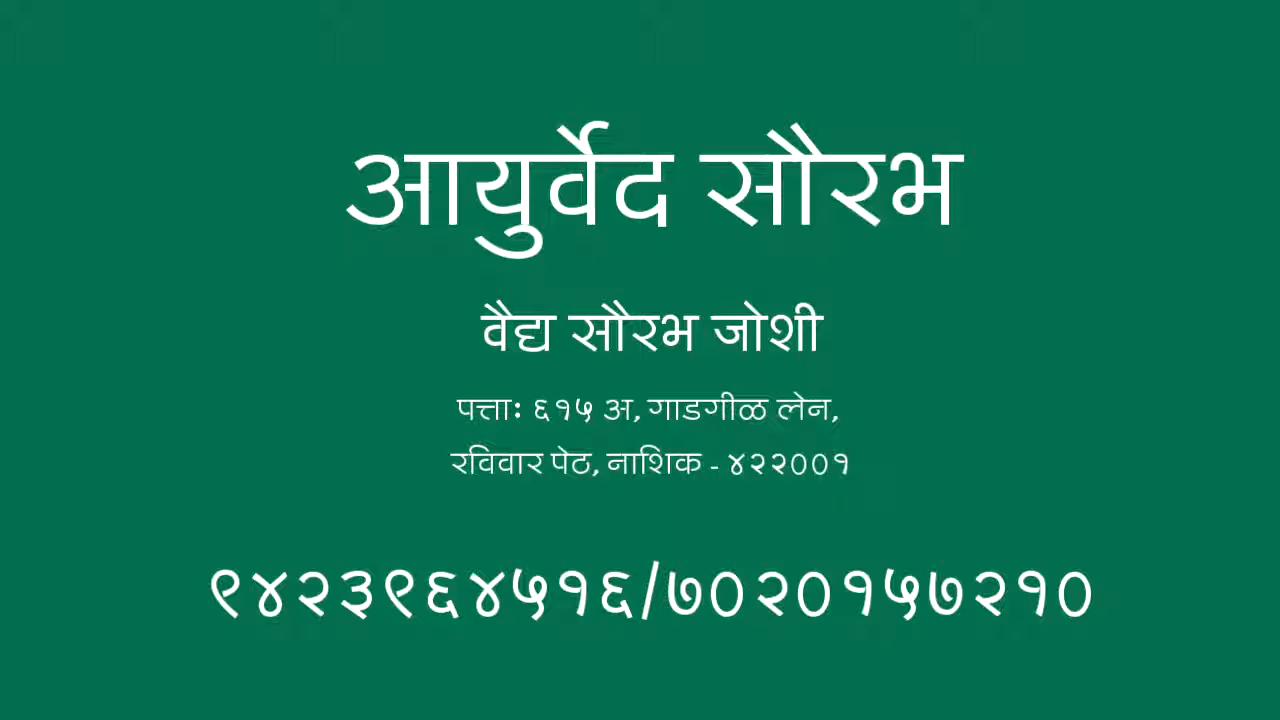 आयुर्वेद सौरभ
वैद्य सौरभ जोशी
पत्ताः ६१५ अ, गाडगीळ लेन,
रविवार पेठ, नाशिक - ४२२००१
९४२३९६४५१६/७०२०१५७२१०